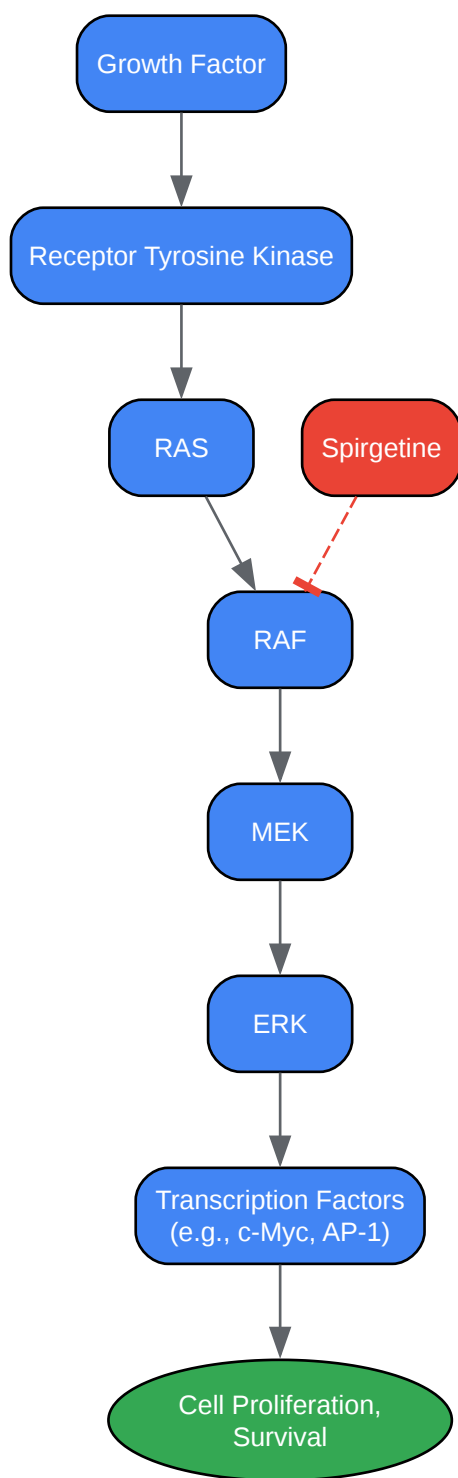 Growth Factor
Receptor Tyrosine Kinase
RAS
Spirgetine
RAF
MEK
ERK
Transcription Factors
(e.g., c-Myc, AP-1)
Cell Proliferation,
Survival